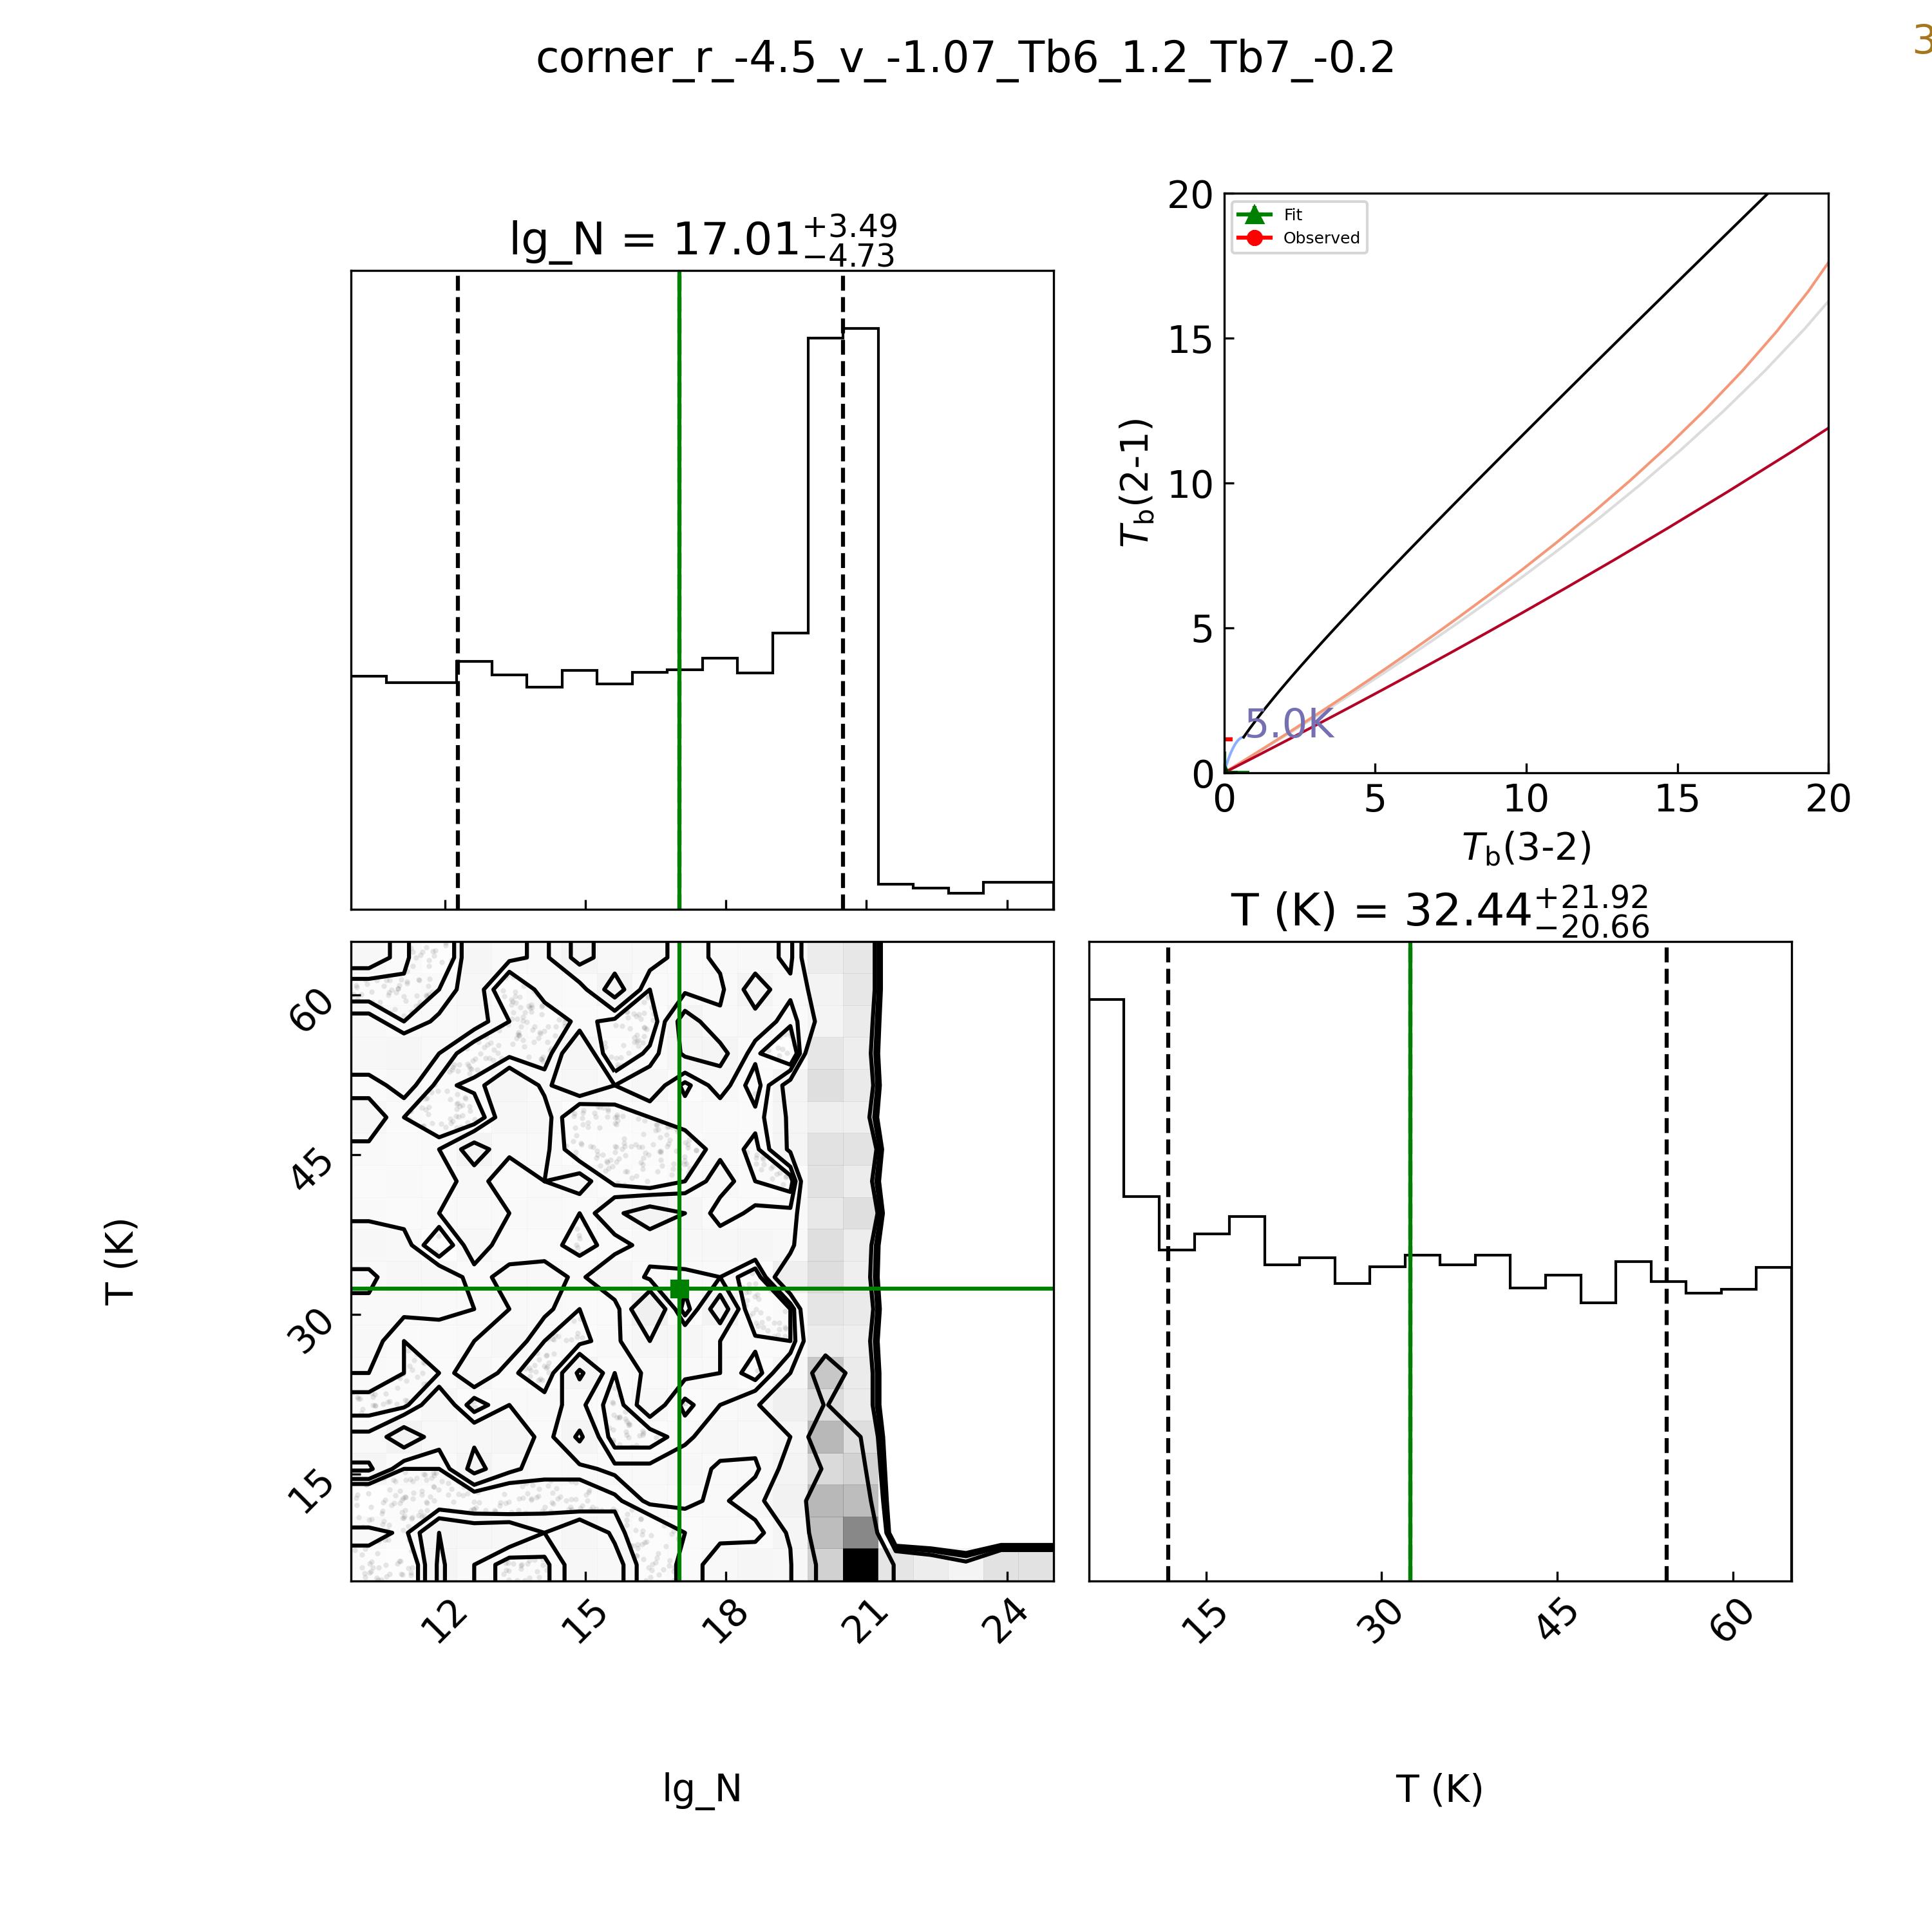 corner_r_-4.5_v_-1.07_Tb6_1.2_Tb7_-0.2
3
lg_N = 17.01 +3.49 −4.73
20
15
10
5
0
T_b(2-1)
Fit
Observed
5.0K
0 5 10 15 20
T_b(3-2)
T (K) = 32.44 +21.92 −20.66
60
45
30
15
T (K)
12 15 18 21 24
lg_N
15 30 45 60
T (K)